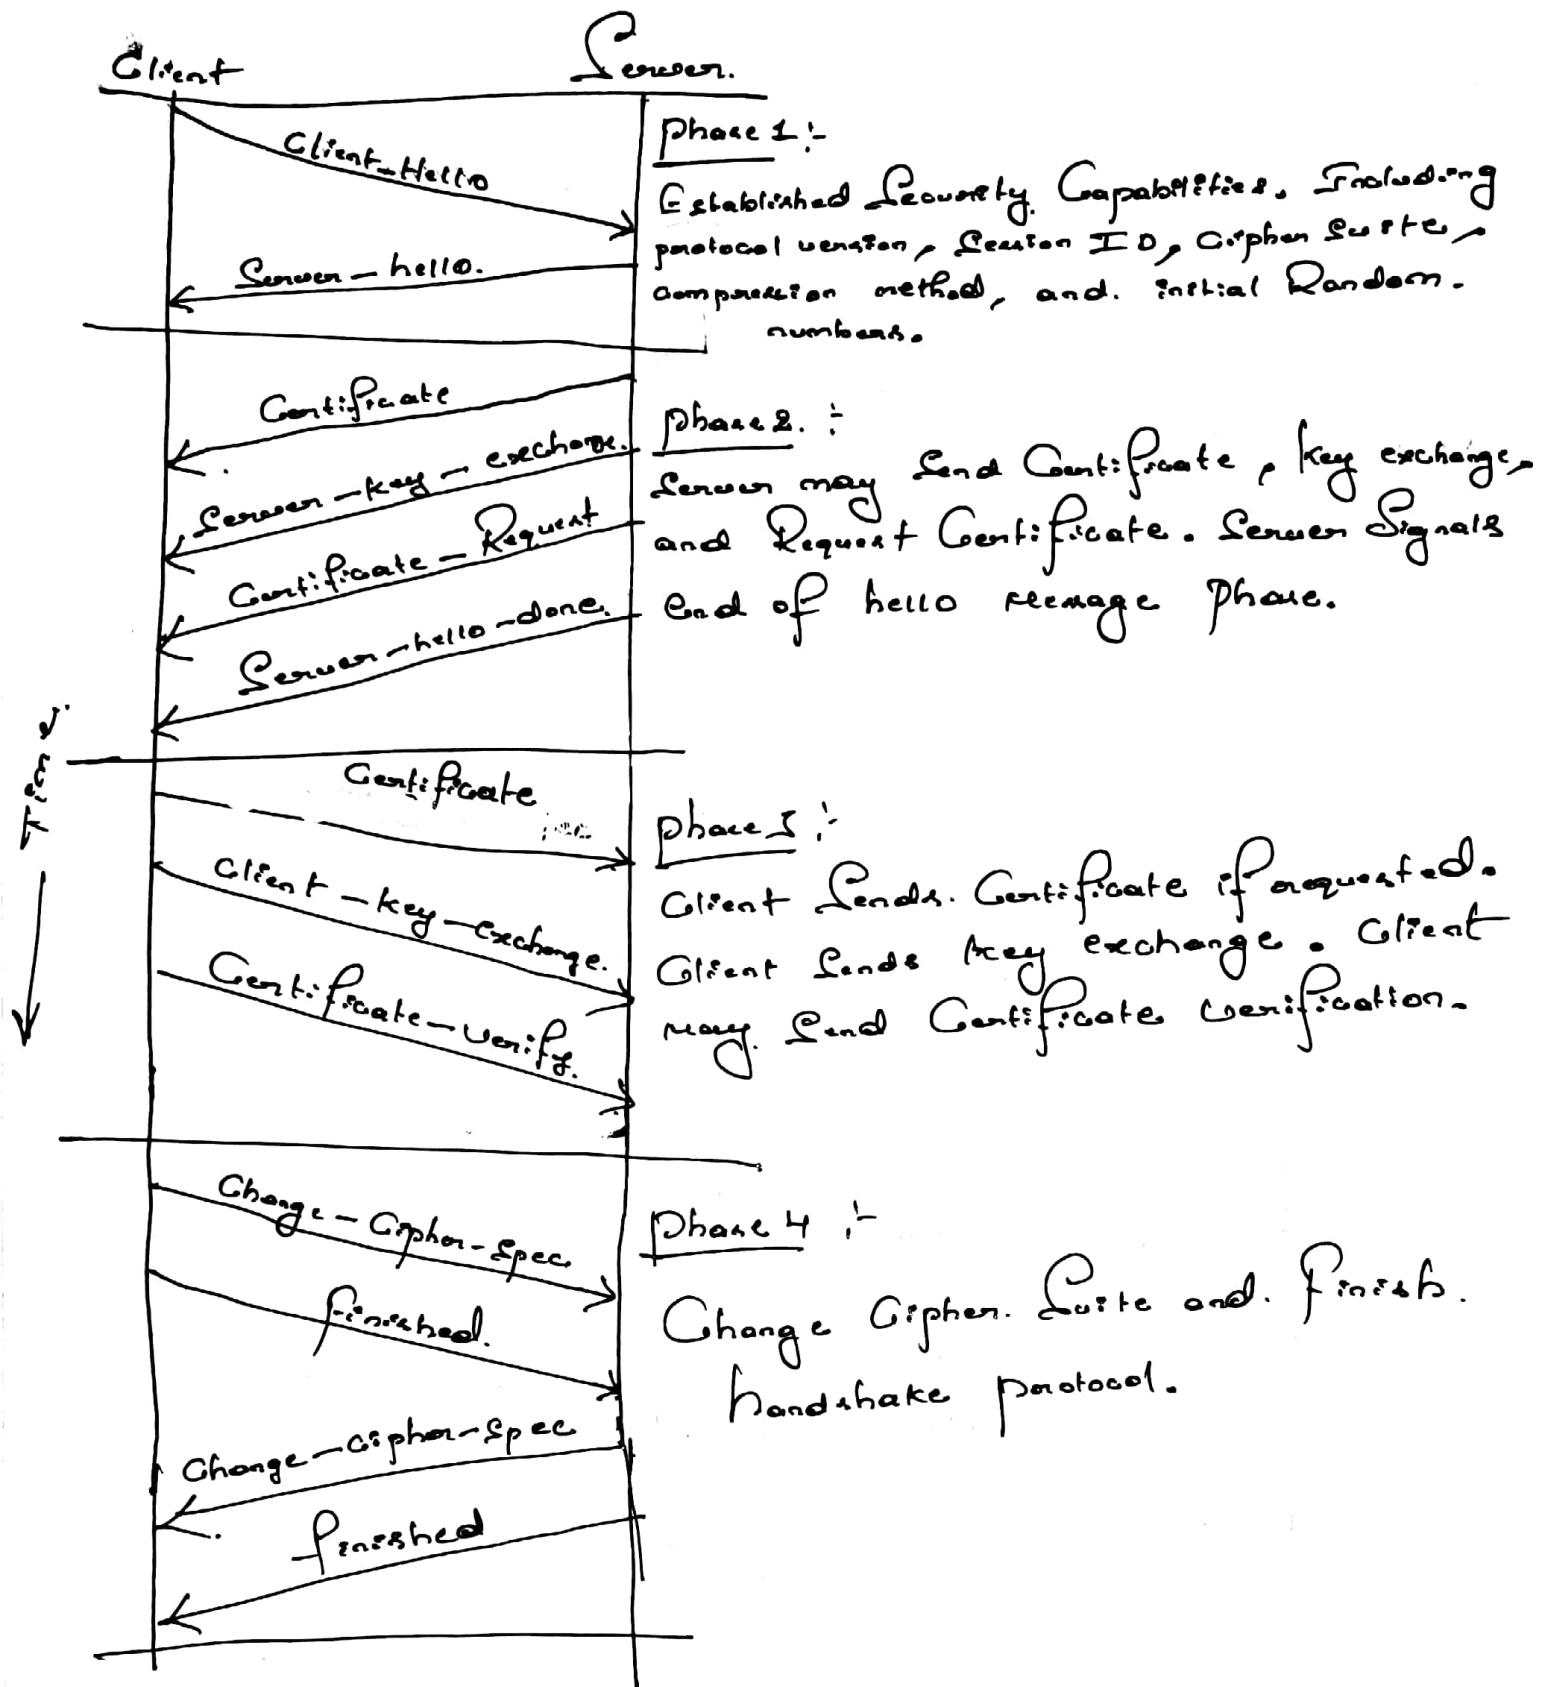 Client
Server.
Client-Hello
Phase 1 :-
Established Security Capabilities, Including
protocol version, Session ID, Cipher Suite,
compression method, and. initial Random.
numbers.
Server-hello.
Certificate
Phase 2. :-
Server may Send Certificate, Key exchange,
and Request Certificate. Server Signals
End of hello message Phase.
Server-key-exchange.
Certificate-Request
Server-hello-done.
Time
Certificate
Phase 3 :-
Client Sends. Certificate if requested.
Client Sends key exchange. Client
may. Send Certificate verification.
Client-key-exchange.
Certificate-verify.
Change-Cipher-Spec
Phase 4 :-
Change Cipher. Suite and. Finish.
handshake protocol.
finished.
Change-cipher-spec
finished